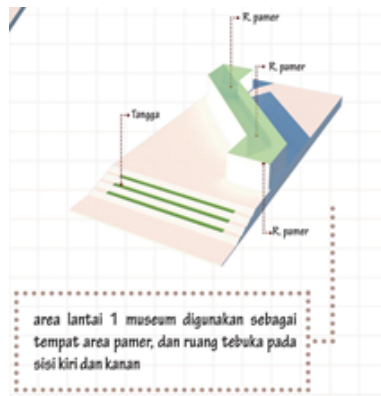 R. pamer
R. pamer
Tangga
R. pamer
area lantai 1 museum digunakan sebagai
tempat area pamer, dan ruang tebuka pada
sisi kiri dan kanan